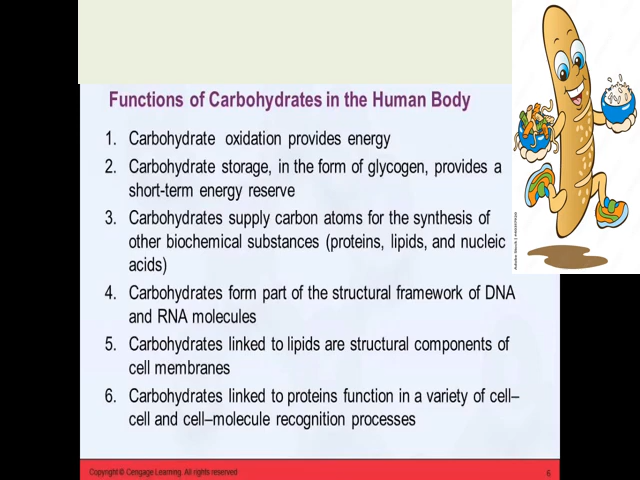 Functions of Carbohydrates in the Human Body
1. Carbohydrate oxidation provides energy
2. Carbohydrate storage, in the form of glycogen, provides a
short-term energy reserve
3. Carbohydrates supply carbon atoms for the synthesis of
other biochemical substances (proteins, lipids, and nucleic
acids)
4. Carbohydrates form part of the structural framework of DNA
and RNA molecules
5. Carbohydrates linked to lipids are structural components of
cell membranes
6. Carbohydrates linked to proteins function in a variety of cell–
cell and cell–molecule recognition processes
Copyright © Cengage Learning. All rights reserved
6